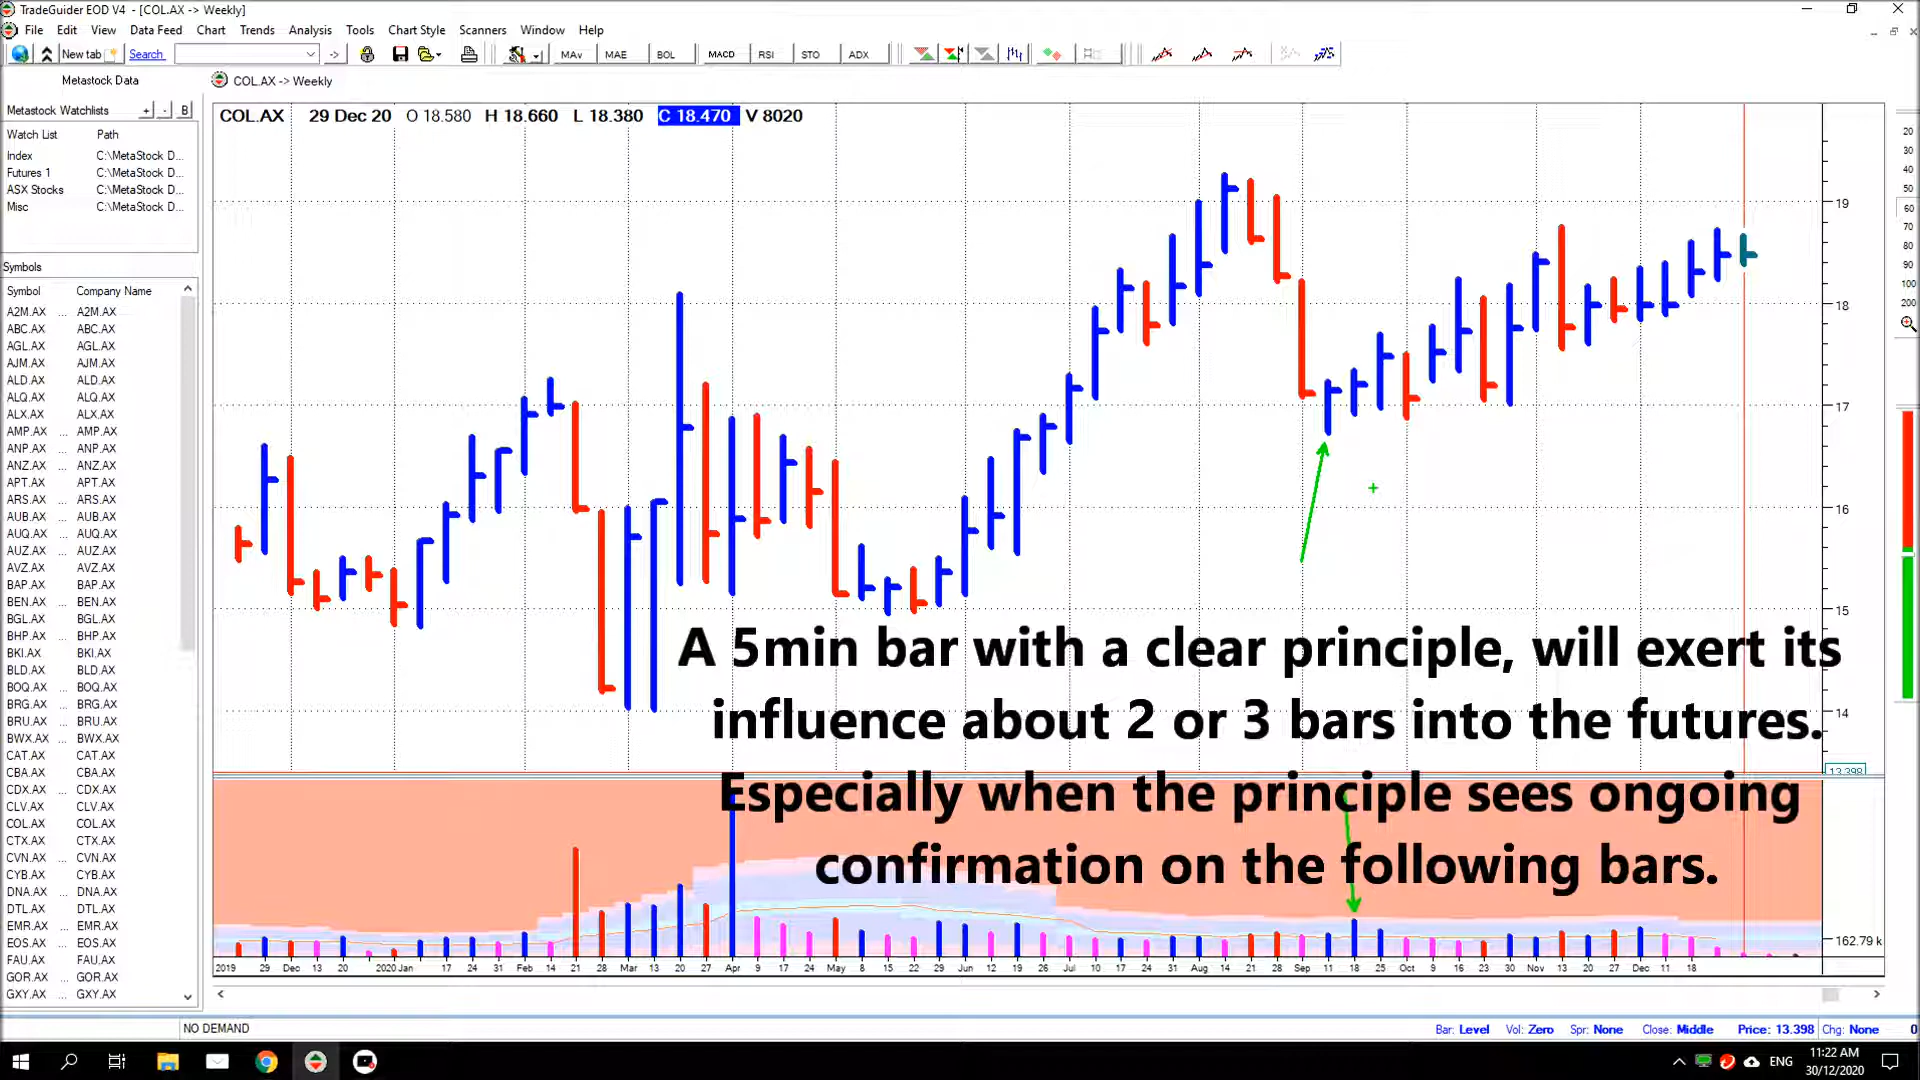 TradeGuider EOD V4 - [COL.AX -> Weekly]
File Edit View Data Feed Chart Trends Analysis Tools Chart Style Scanners Window Help
New tab Search -> MAv MAE BOL MACD RSI STO ADX
Metastock Data
COL.AX -> Weekly
Metastock Watchlists + - B
Watch List Path
Index C:\MetaStock D...
Futures 1 C:\MetaStock D...
ASX Stocks C:\MetaStock D...
Misc C:\MetaStock D...
Symbols
Symbol Company Name
A2M.AX ... A2M.AX
ABC.AX ABC.AX
AGL.AX AGL.AX
AJM.AX AJM.AX
ALD.AX ALD.AX
ALQ.AX ALQ.AX
ALX.AX ALX.AX
AMP.AX ... AMP.AX
ANP.AX ... ANP.AX
ANZ.AX ... ANZ.AX
APT.AX ... APT.AX
ARS.AX ... ARS.AX
AUB.AX ... AUB.AX
AUQ.AX ... AUQ.AX
AUZ.AX ... AUZ.AX
AVZ.AX ... AVZ.AX
BAP.AX ... BAP.AX
BEN.AX ... BEN.AX
BGL.AX ... BGL.AX
BHP.AX ... BHP.AX
BKI.AX BKI.AX
BLD.AX ... BLD.AX
BOQ.AX ... BOQ.AX
BRG.AX ... BRG.AX
BRU.AX ... BRU.AX
BWX.AX ... BWX.AX
CAT.AX ... CAT.AX
CBA.AX ... CBA.AX
CDX.AX ... CDX.AX
CLV.AX CLV.AX
COL.AX COL.AX
CTX.AX ... CTX.AX
CVN.AX ... CVN.AX
CYB.AX ... CYB.AX
DNA.AX ... DNA.AX
DTL.AX ... DTL.AX
EMR.AX ... EMR.AX
EOS.AX ... EOS.AX
FAU.AX ... FAU.AX
GOR.AX ... GOR.AX
GXY.AX ... GXY.AX
COL.AX 29 Dec 20 O 18.580 H 18.660 L 18.380 C 18.470 V 8020
19
18
17
16
15
14
13.398
162.79 k
20
30
40
50
60
70
80
90
100
200
A 5min bar with a clear principle, will exert its
influence about 2 or 3 bars into the futures.
Especially when the principle sees ongoing
confirmation on the following bars.
2019 29 Dec 13 20 2020 Jan 17 24 Feb 14 21 28 Mar 13 20 27 Apr 9 17 24 May 8 15 22 29 Jun 12 19 26 Jul 10 17 24 31 Aug 14 21 28 Sep 11 18 25 Oct 9 16 23 30 Nov 13 20 27 Dec 11 18
NO DEMAND
Bar: Level Vol: Zero Spr: None Close: Middle Price: 13.398 Chg: None 0
ENG
11:22 AM
30/12/2020